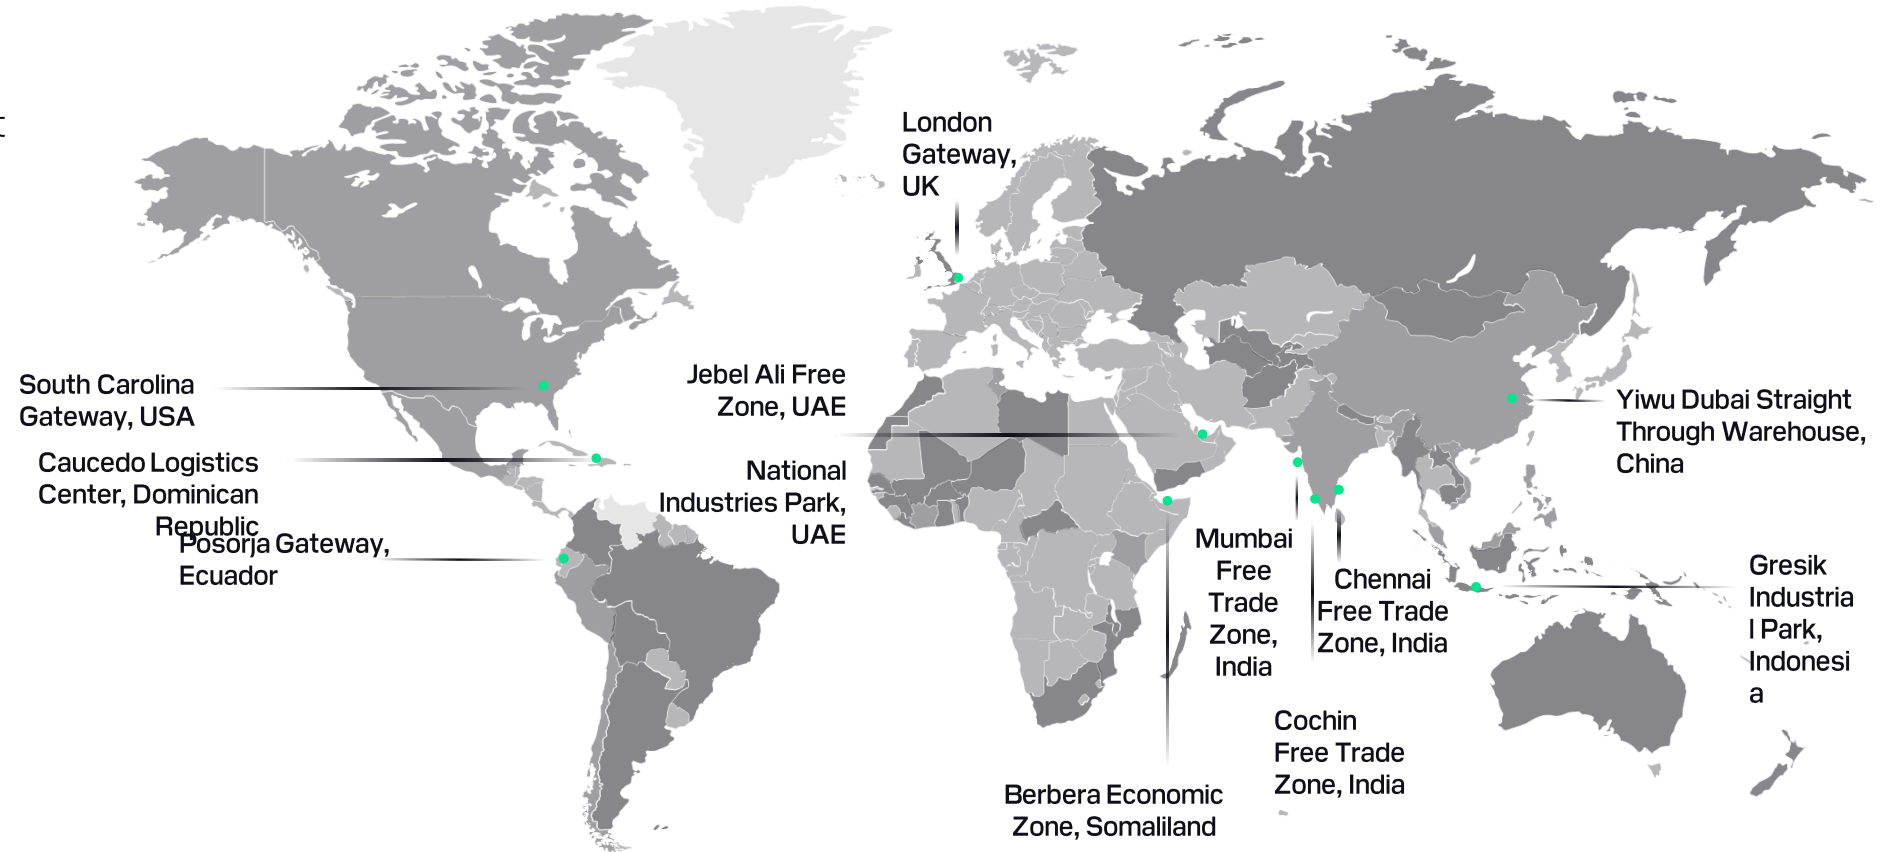 London
Gateway,
UK
South Carolina
Gateway, USA
Caucedo Logistics
Center, Dominican
Republic
Posorja Gateway,
Ecuador
Jebel Ali Free
Zone, UAE
National
Industries Park,
UAE
Yiwu Dubai Straight
Through Warehouse,
China
Mumbai
Free
Trade
Zone,
India
Chennai
Free Trade
Zone, India
Gresik
Industria
l Park,
Indonesi
a
Cochin
Free Trade
Zone, India
Berbera Economic
Zone, Somaliland